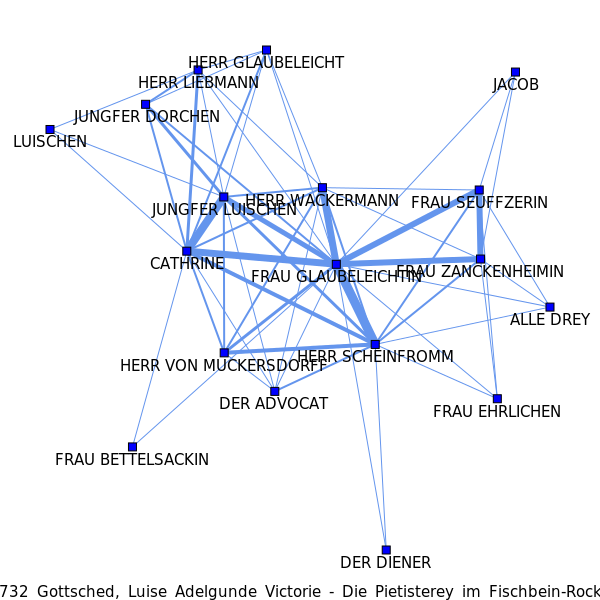 HERR GLAUBELEICHT
HERR LIEBMANN
JACOB
JUNGFER DORCHEN
LUISCHEN
HERR WACKERMANN
FRAU SEUFFZERIN
JUNGFER LUISCHEN
CATHRINE
FRAU GLAUBELEICHTIN
FRAU ZANCKENHEIMIN
ALLE DREY
HERR SCHEINFROMM
HERR VON MUCKERSDORFF
DER ADVOCAT
FRAU EHRLICHEN
FRAU BETTELSACKIN
DER DIENER
732 Gottsched, Luise Adelgunde Victorie - Die Pietisterey im Fischbein-Rock